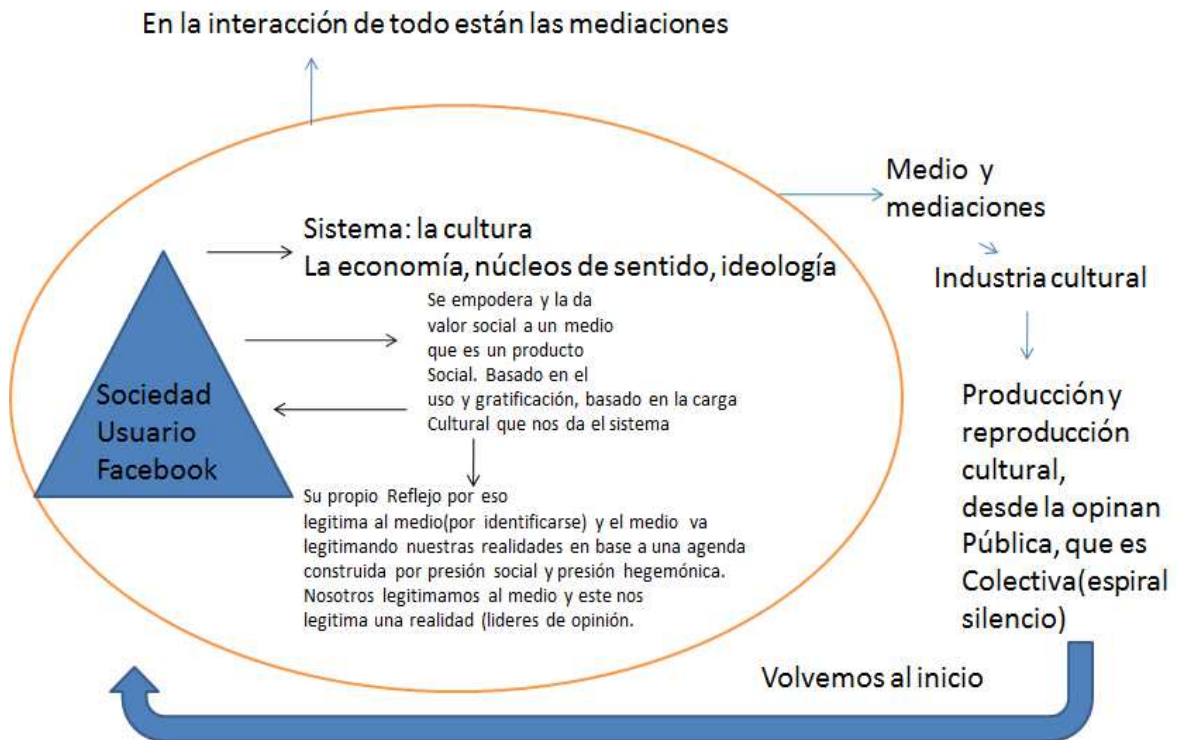 En la interacción de todo están las mediaciones
Medio y
mediaciones
Sistema: la cultura
La economía, núcleos de sentido, ideología
Industria cultural
Se empodera y la da
valor social a un medio
que es un producto
Social. Basado en el
uso y gratificación, basado en la carga
Cultural que nos da el sistema
Sociedad
Usuario
Facebook
Producción y
reproducción
cultural,
desde la opinan
Pública, que es
Colectiva(espiral
silencio)
Su propio Reflejo por eso
legitima al medio(por identificarse) y el medio va
legitimando nuestras realidades en base a una agenda
construida por presión social y presión hegemónica.
Nosotros legitimamos al medio y este nos
legitima una realidad (lideres de opinión.
Volvemos al inicio